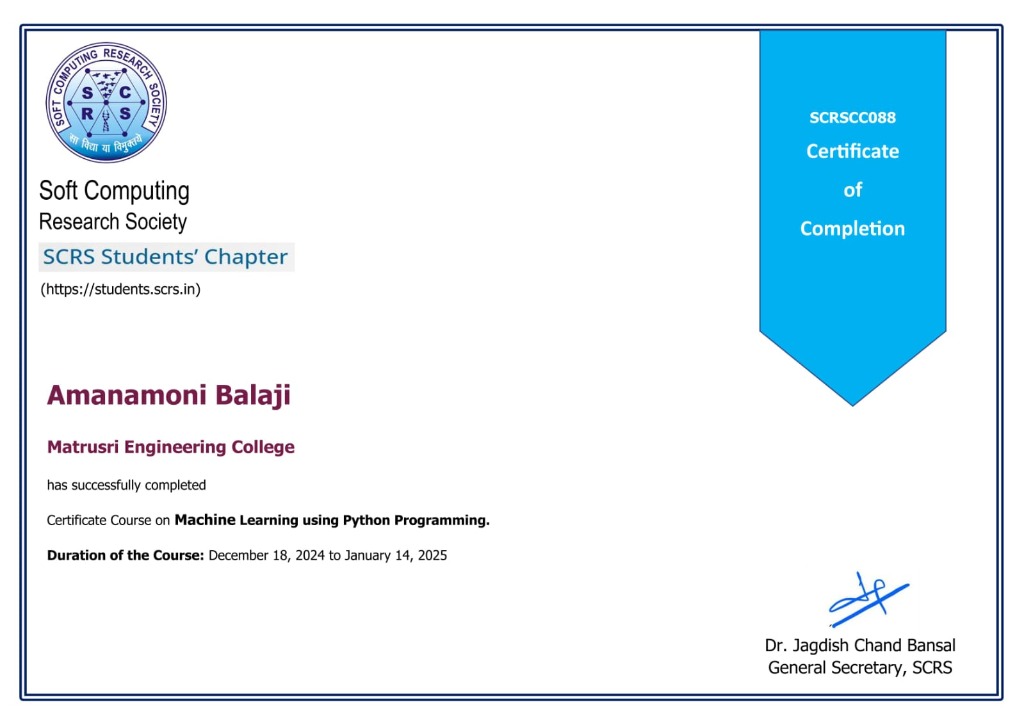 SOFT COMPUTING RESEARCH SOCIETY
S C
R S
सा विद्या या विमुक्तये
Soft Computing
Research Society
SCRS Students’ Chapter
(https://students.scrs.in)
SCRSCC088
Certificate
of
Completion
Amanamoni Balaji
Matrusri Engineering College
has successfully completed
Certificate Course on Machine Learning using Python Programming.
Duration of the Course: December 18, 2024 to January 14, 2025
Dr. Jagdish Chand Bansal
General Secretary, SCRS